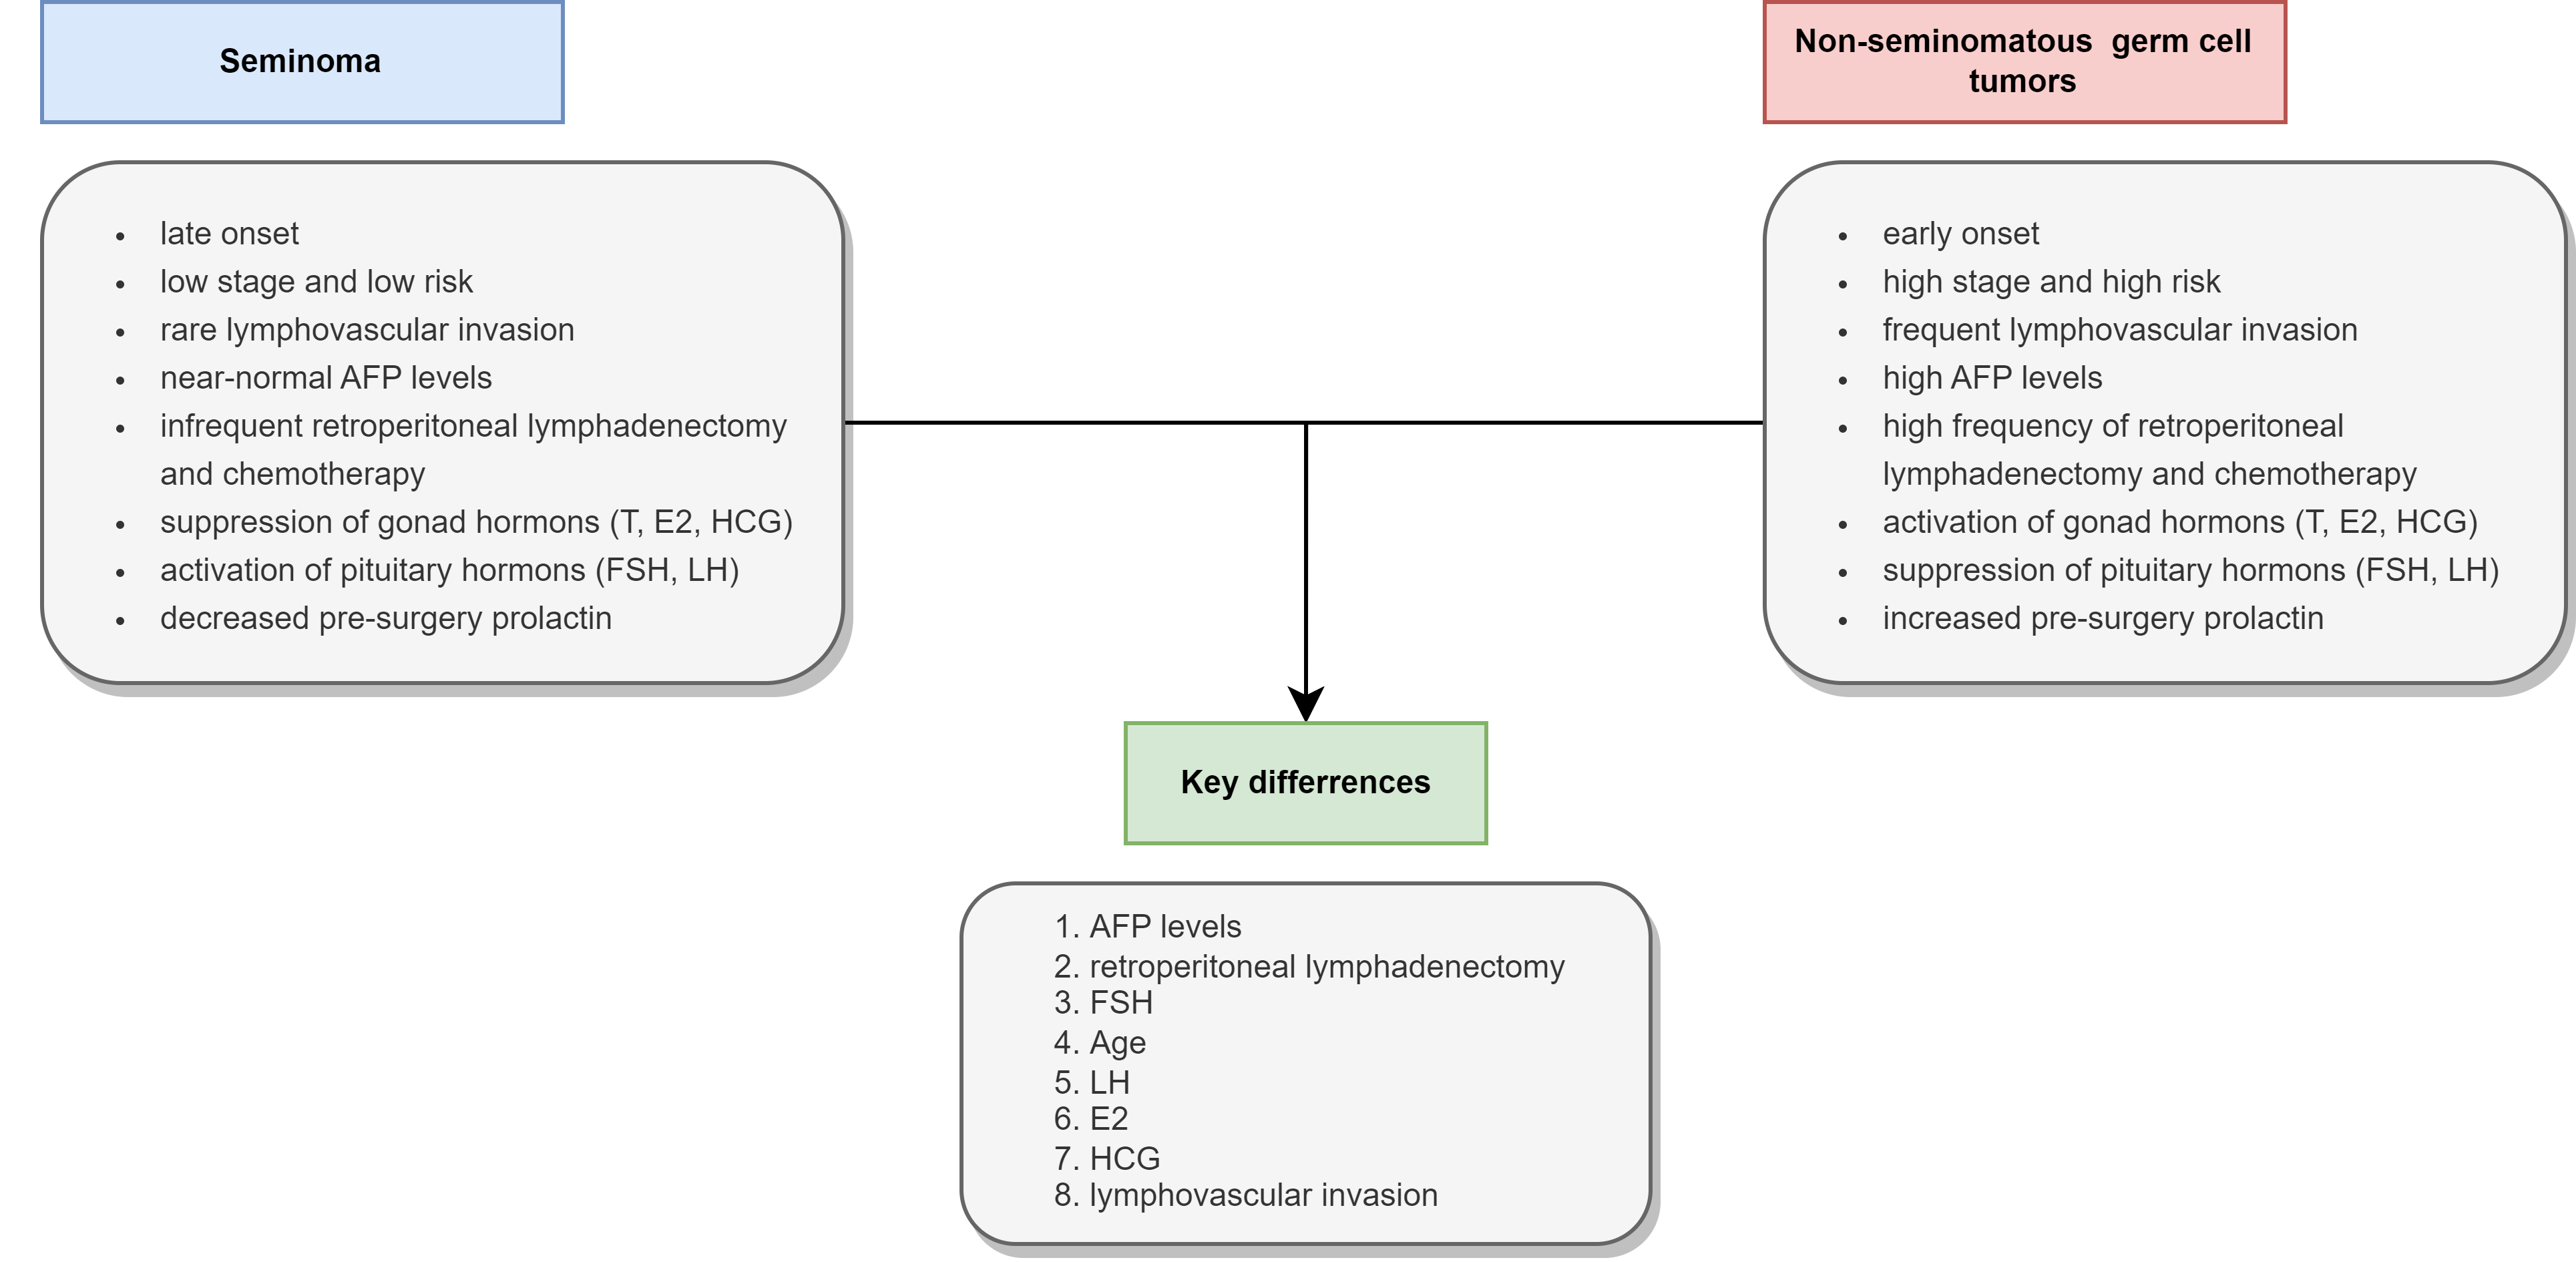 Seminoma
Non-seminomatous  germ cell
tumors
late onset
low stage and low risk
rare lymphovascular invasion
near-normal AFP levels
infrequent retroperitoneal lymphadenectomy
and chemotherapy
suppression of gonad hormons (T, E2, HCG)
activation of pituitary hormons (FSH, LH)
decreased pre-surgery prolactin
early onset
high stage and high risk
frequent lymphovascular invasion
high AFP levels
high frequency of retroperitoneal
lymphadenectomy and chemotherapy
activation of gonad hormons (T, E2, HCG)
suppression of pituitary hormons (FSH, LH)
increased pre-surgery prolactin
Key differrences
1. AFP levels
2. retroperitoneal lymphadenectomy
3. FSH
4. Age
5. LH
6. E2
7. HCG
8. lymphovascular invasion